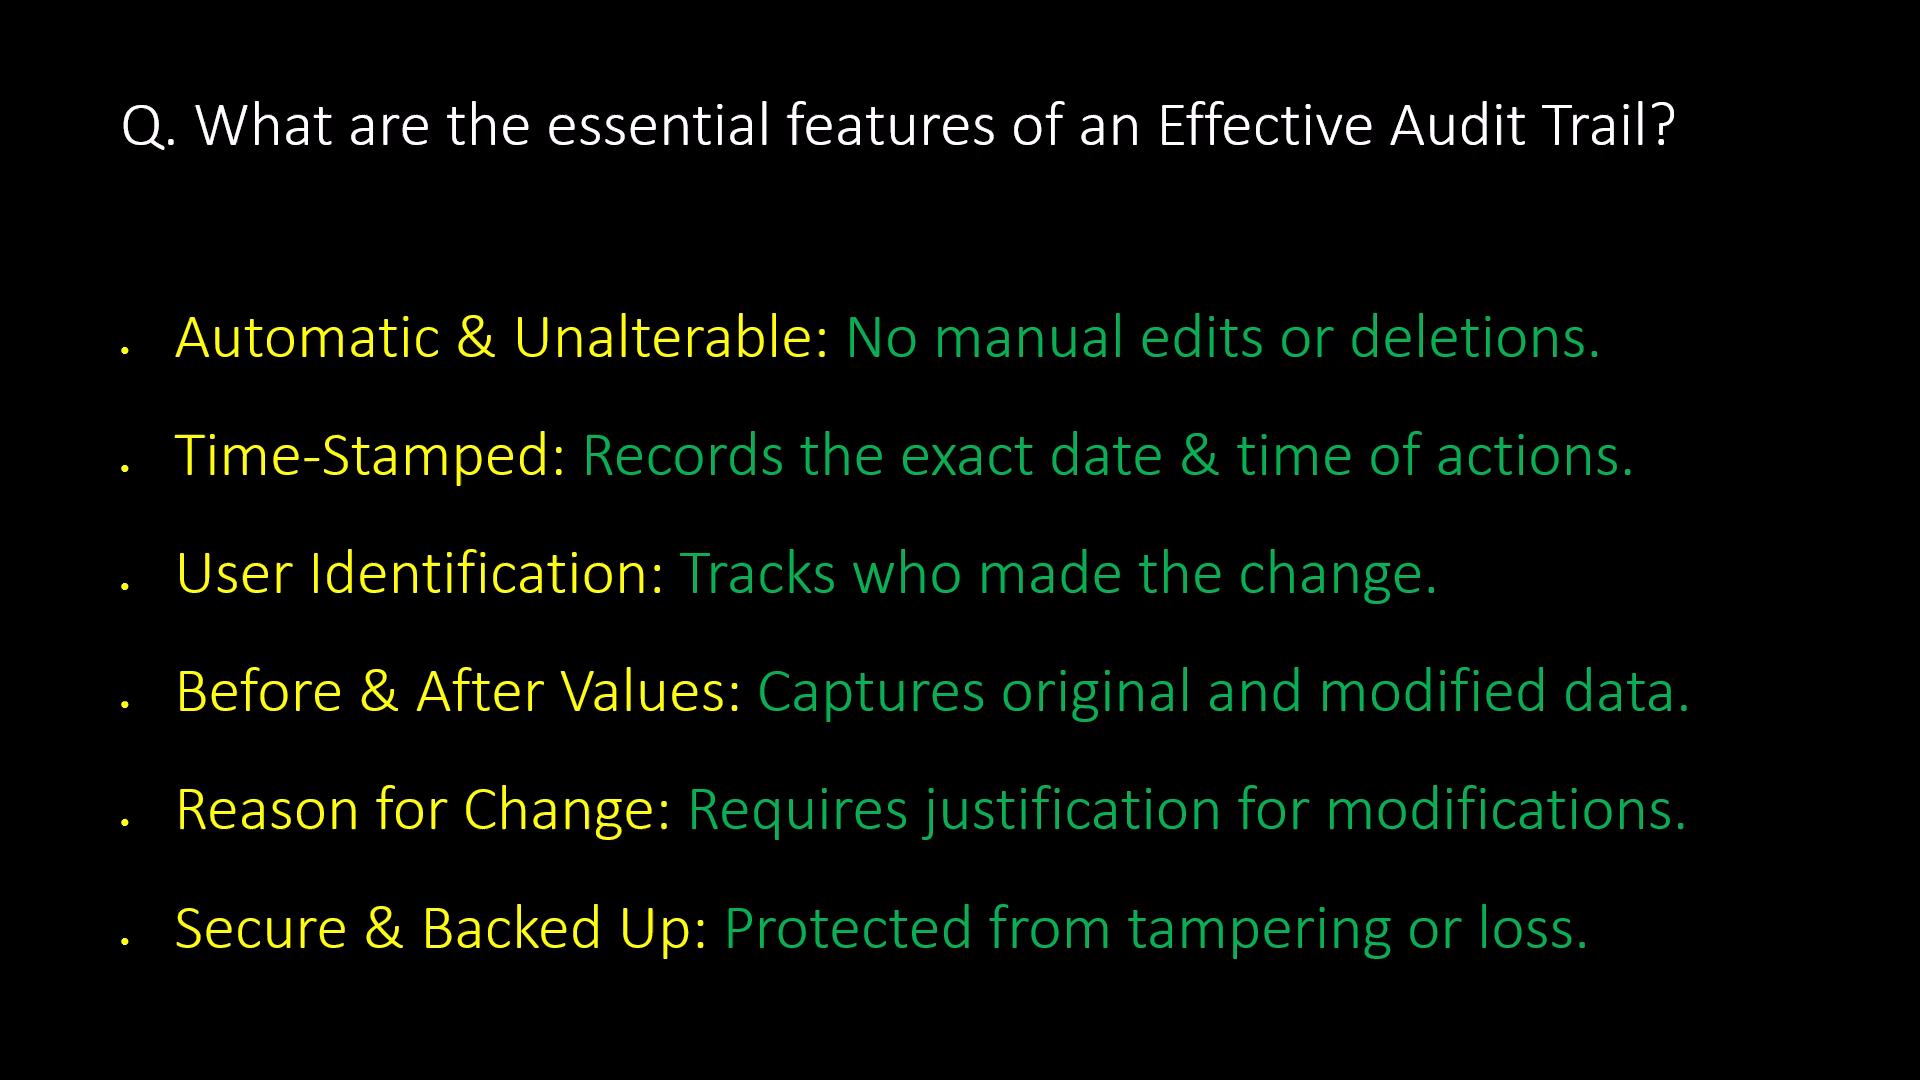 Q. What are the essential features of an Effective Audit Trail?
• Automatic & Unalterable: No manual edits or deletions.
• Time-Stamped: Records the exact date & time of actions.
• User Identification: Tracks who made the change.
• Before & After Values: Captures original and modified data.
• Reason for Change: Requires justification for modifications.
• Secure & Backed Up: Protected from tampering or loss.